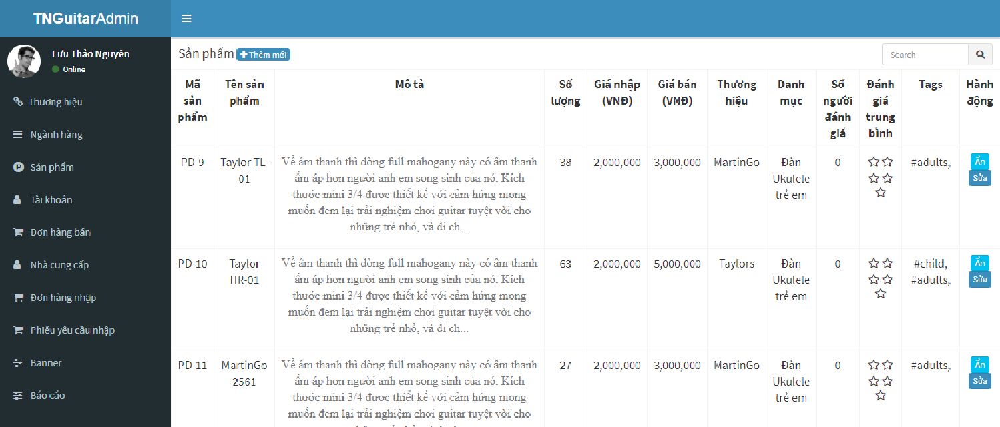 TNGuitarAdmin
Lưu Thảo Nguyên
Online
Thương hiệu
Ngành hàng
Sản phẩm
Tài khoản
Đơn hàng bán
Nhà cung cấp
Đơn hàng nhập
Phiếu yêu cầu nhập
Banner
Báo cáo
Sản phẩm Thêm mới
Search
Mã sản phẩm
Tên sản phẩm
Mô tả
Số lượng
Giá nhập (VNĐ)
Giá bán (VNĐ)
Thương hiệu
Danh mục
Số người đánh giá
Đánh giá trung bình
Tags
Hành động
PD-9
Taylor TL-
01
Về âm thanh thì dòng full mahogany này có âm thanh
ấm áp hơn người anh em song sinh của nó. Kích
thước mini 3/4 được thiết kế với cảm hứng mong
muốn đem lại trải nghiệm chơi guitar tuyệt vời cho
những trẻ nhỏ, và di ch...
38
2,000,000
3,000,000
MartinGo
Đàn
Ukulele
trẻ em
0
#adults,
Ẩn
Sửa
PD-10
Taylor
HR-01
Về âm thanh thì dòng full mahogany này có âm thanh
ấm áp hơn người anh em song sinh của nó. Kích
thước mini 3/4 được thiết kế với cảm hứng mong
muốn đem lại trải nghiệm chơi guitar tuyệt vời cho
những trẻ nhỏ, và di ch...
63
2,000,000
5,000,000
Taylors
Đàn
Ukulele
trẻ em
0
#child,
#adults,
Ẩn
Sửa
PD-11
MartinGo
2561
Về âm thanh thì dòng full mahogany này có âm thanh
ấm áp hơn người anh em song sinh của nó. Kích
thước mini 3/4 được thiết kế với cảm hứng mong
muốn đem lại trải nghiệm chơi guitar tuyệt vời cho
27
2,000,000
3,000,000
MartinGo
Đàn
Ukulele
trẻ em
0
#adults,
Ẩn
Sửa